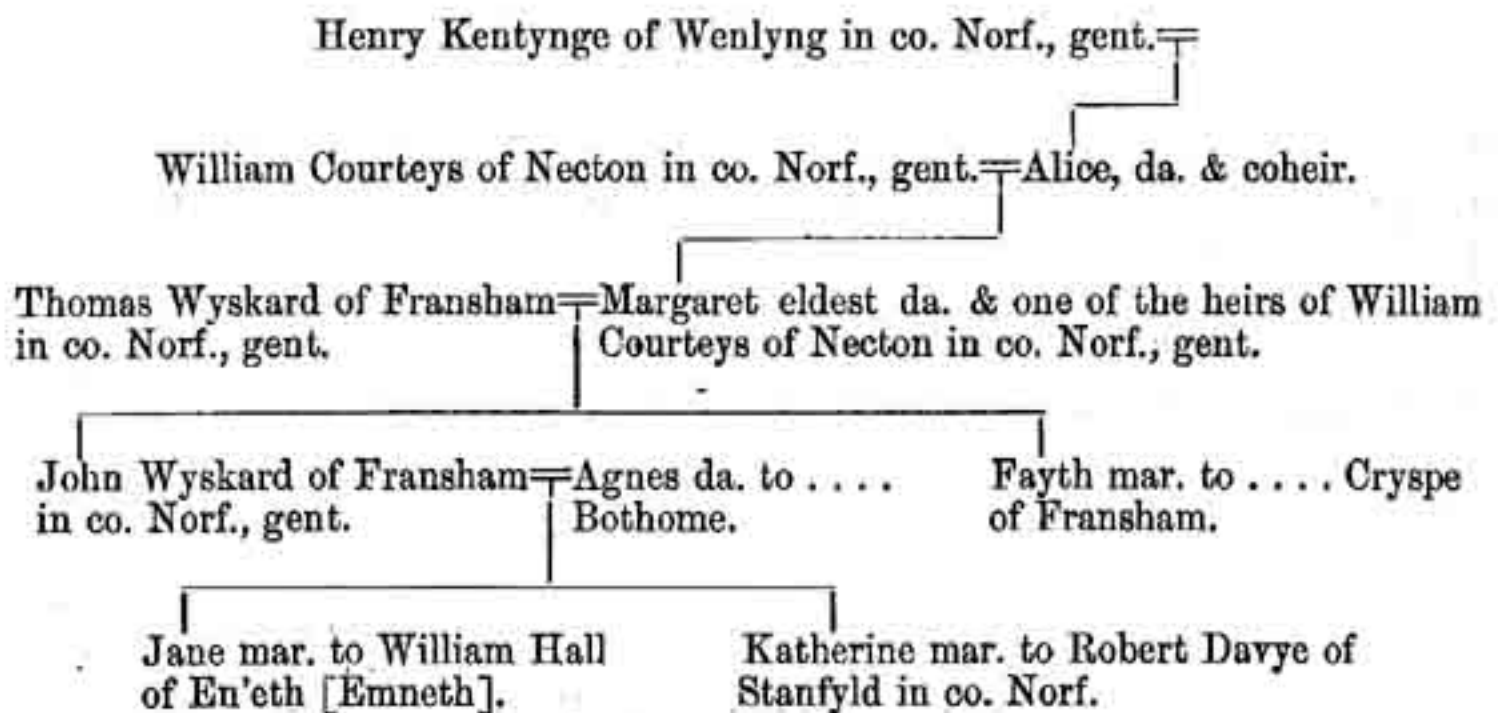 Henry Kentynge of Wenlyng in co. Norf., gent.
William Courteys of Necton in co. Norf., gent. Alice, da. & coheir.
Thomas Wyskard of Fransham
in co. Norf., gent.
Margaret eldest da. & one of the heirs of William
Courteys of Necton in co. Norf., gent.
John Wyskard of Fransham
in co. Norf., gent.
Agnes da. to . . . .
Bothome.
Fayth mar. to . . . . Cryspe
of Fransham.
Jane mar. to William Hall
of En'eth [Emneth].
Katherine mar. to Robert Davye of
Stanfyld in co. Norf.